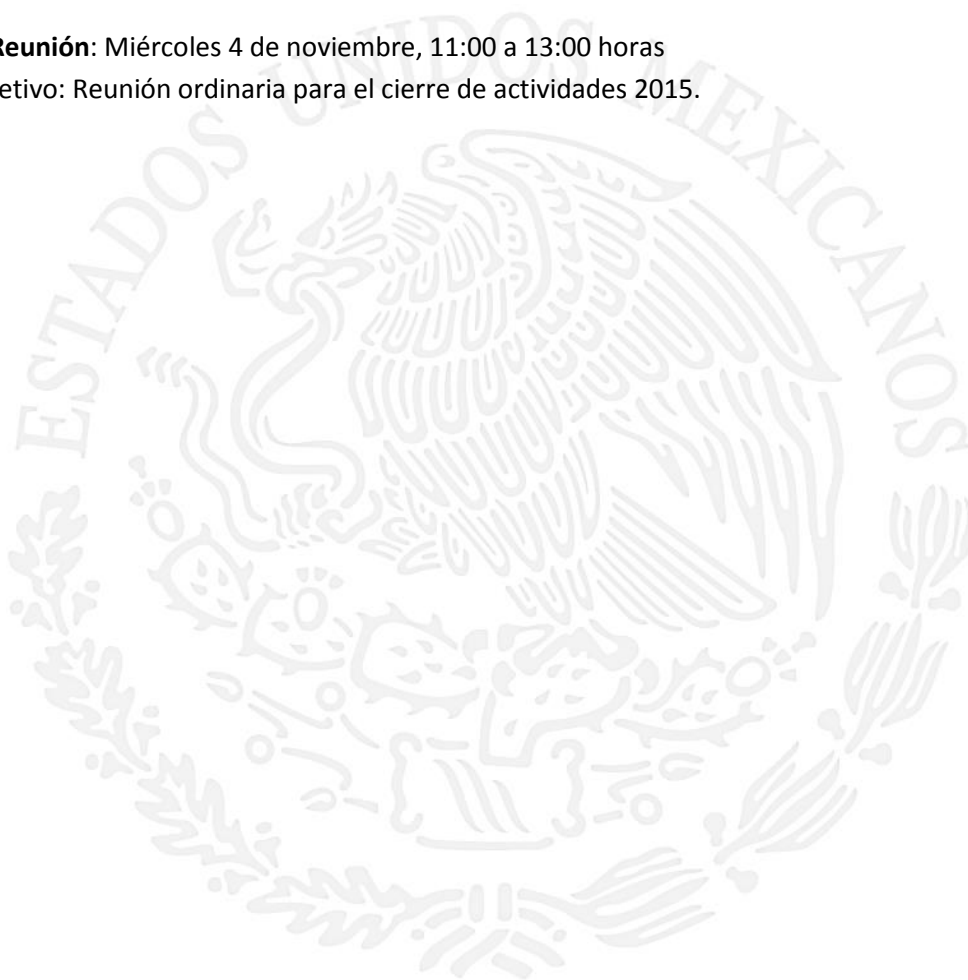 Reunión: Miércoles 4 de noviembre, 11:00 a 13:00 horas
etivo: Reunión ordinaria para el cierre de actividades 2015.
ESTADOS UNIDOS MEXICANOS